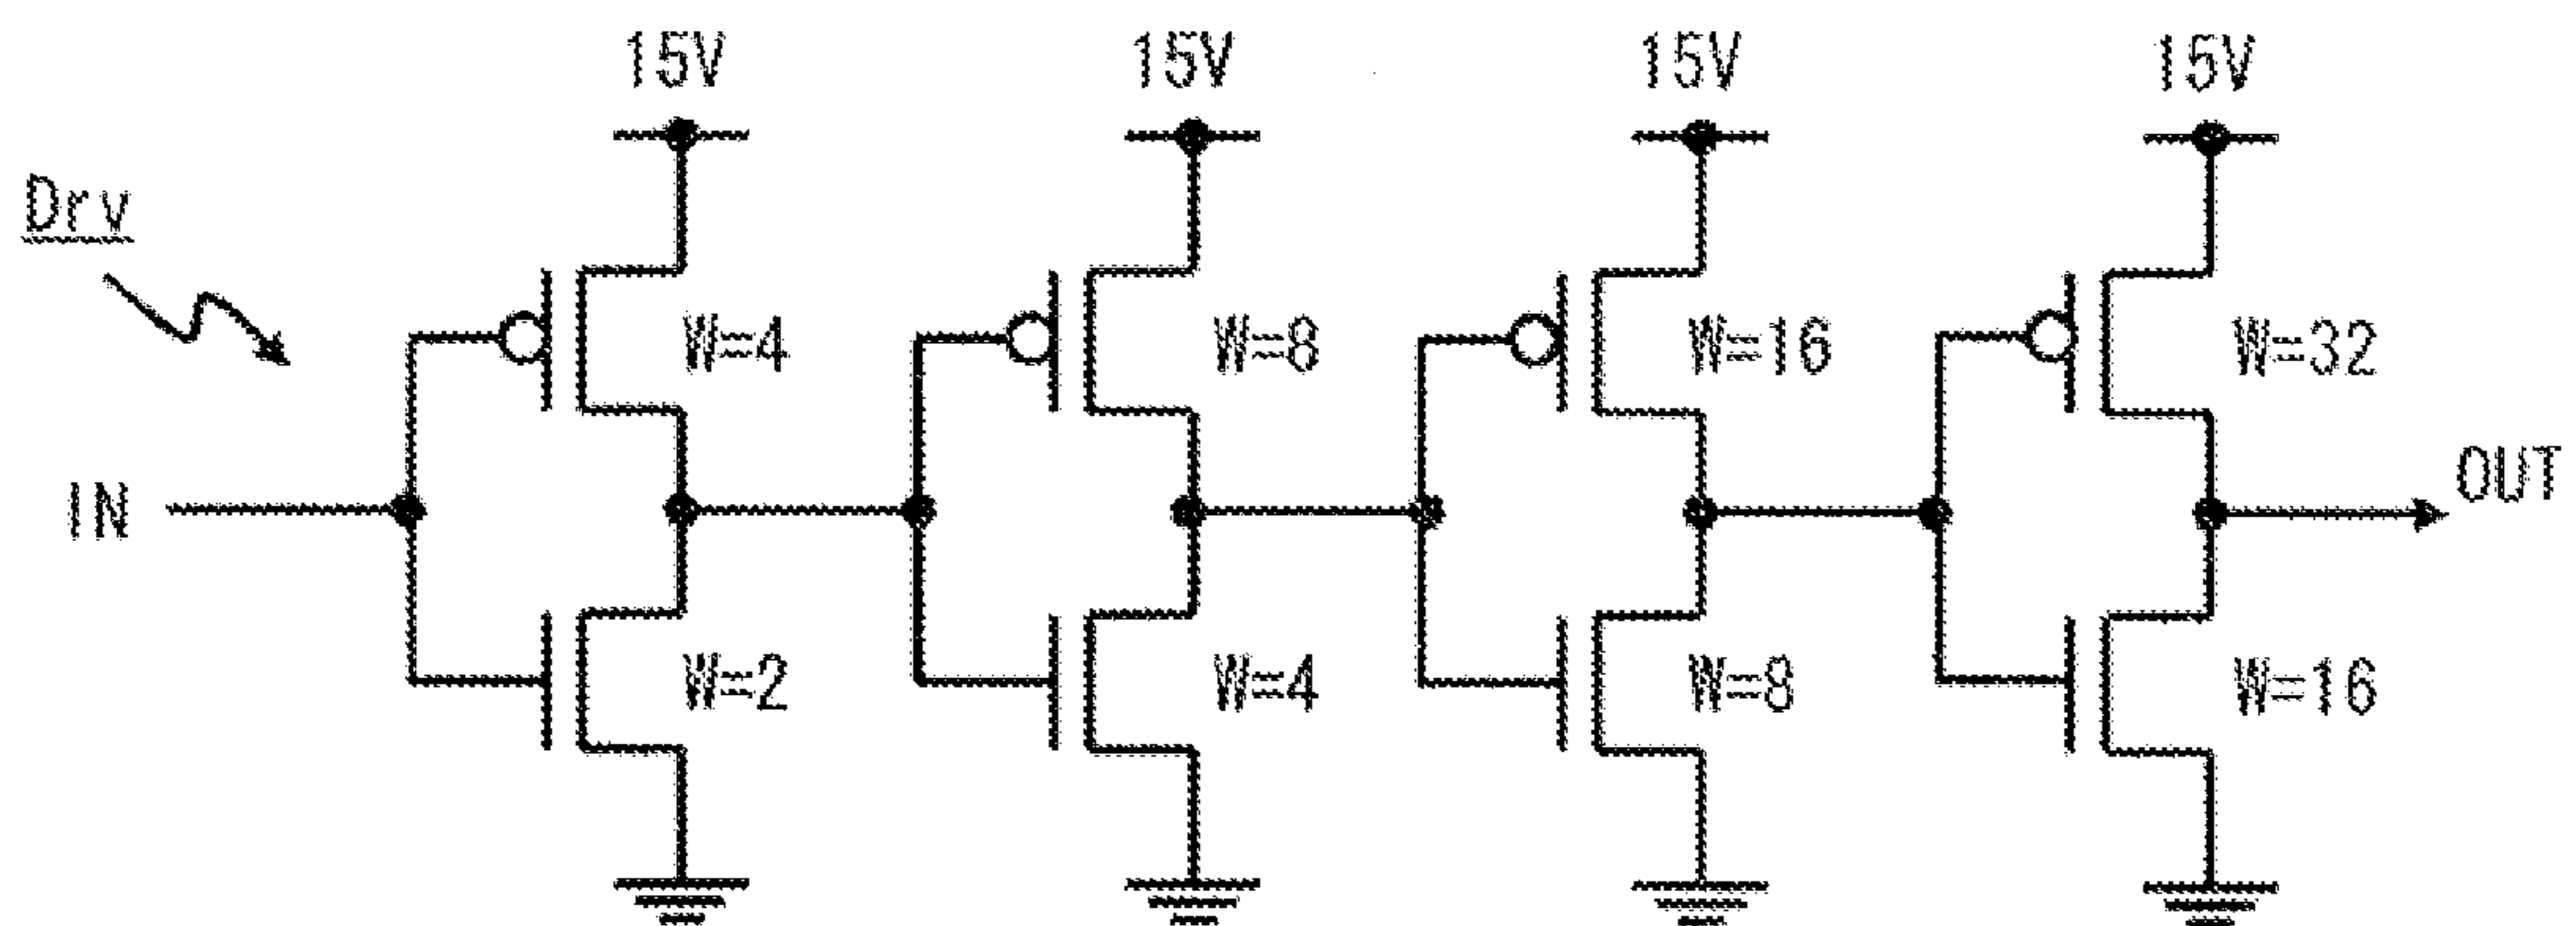 15V 15V 15V 15V
Drv
W=4 W=8 W=16 W=32
IN OUT
W=2 W=4 W=8 W=16